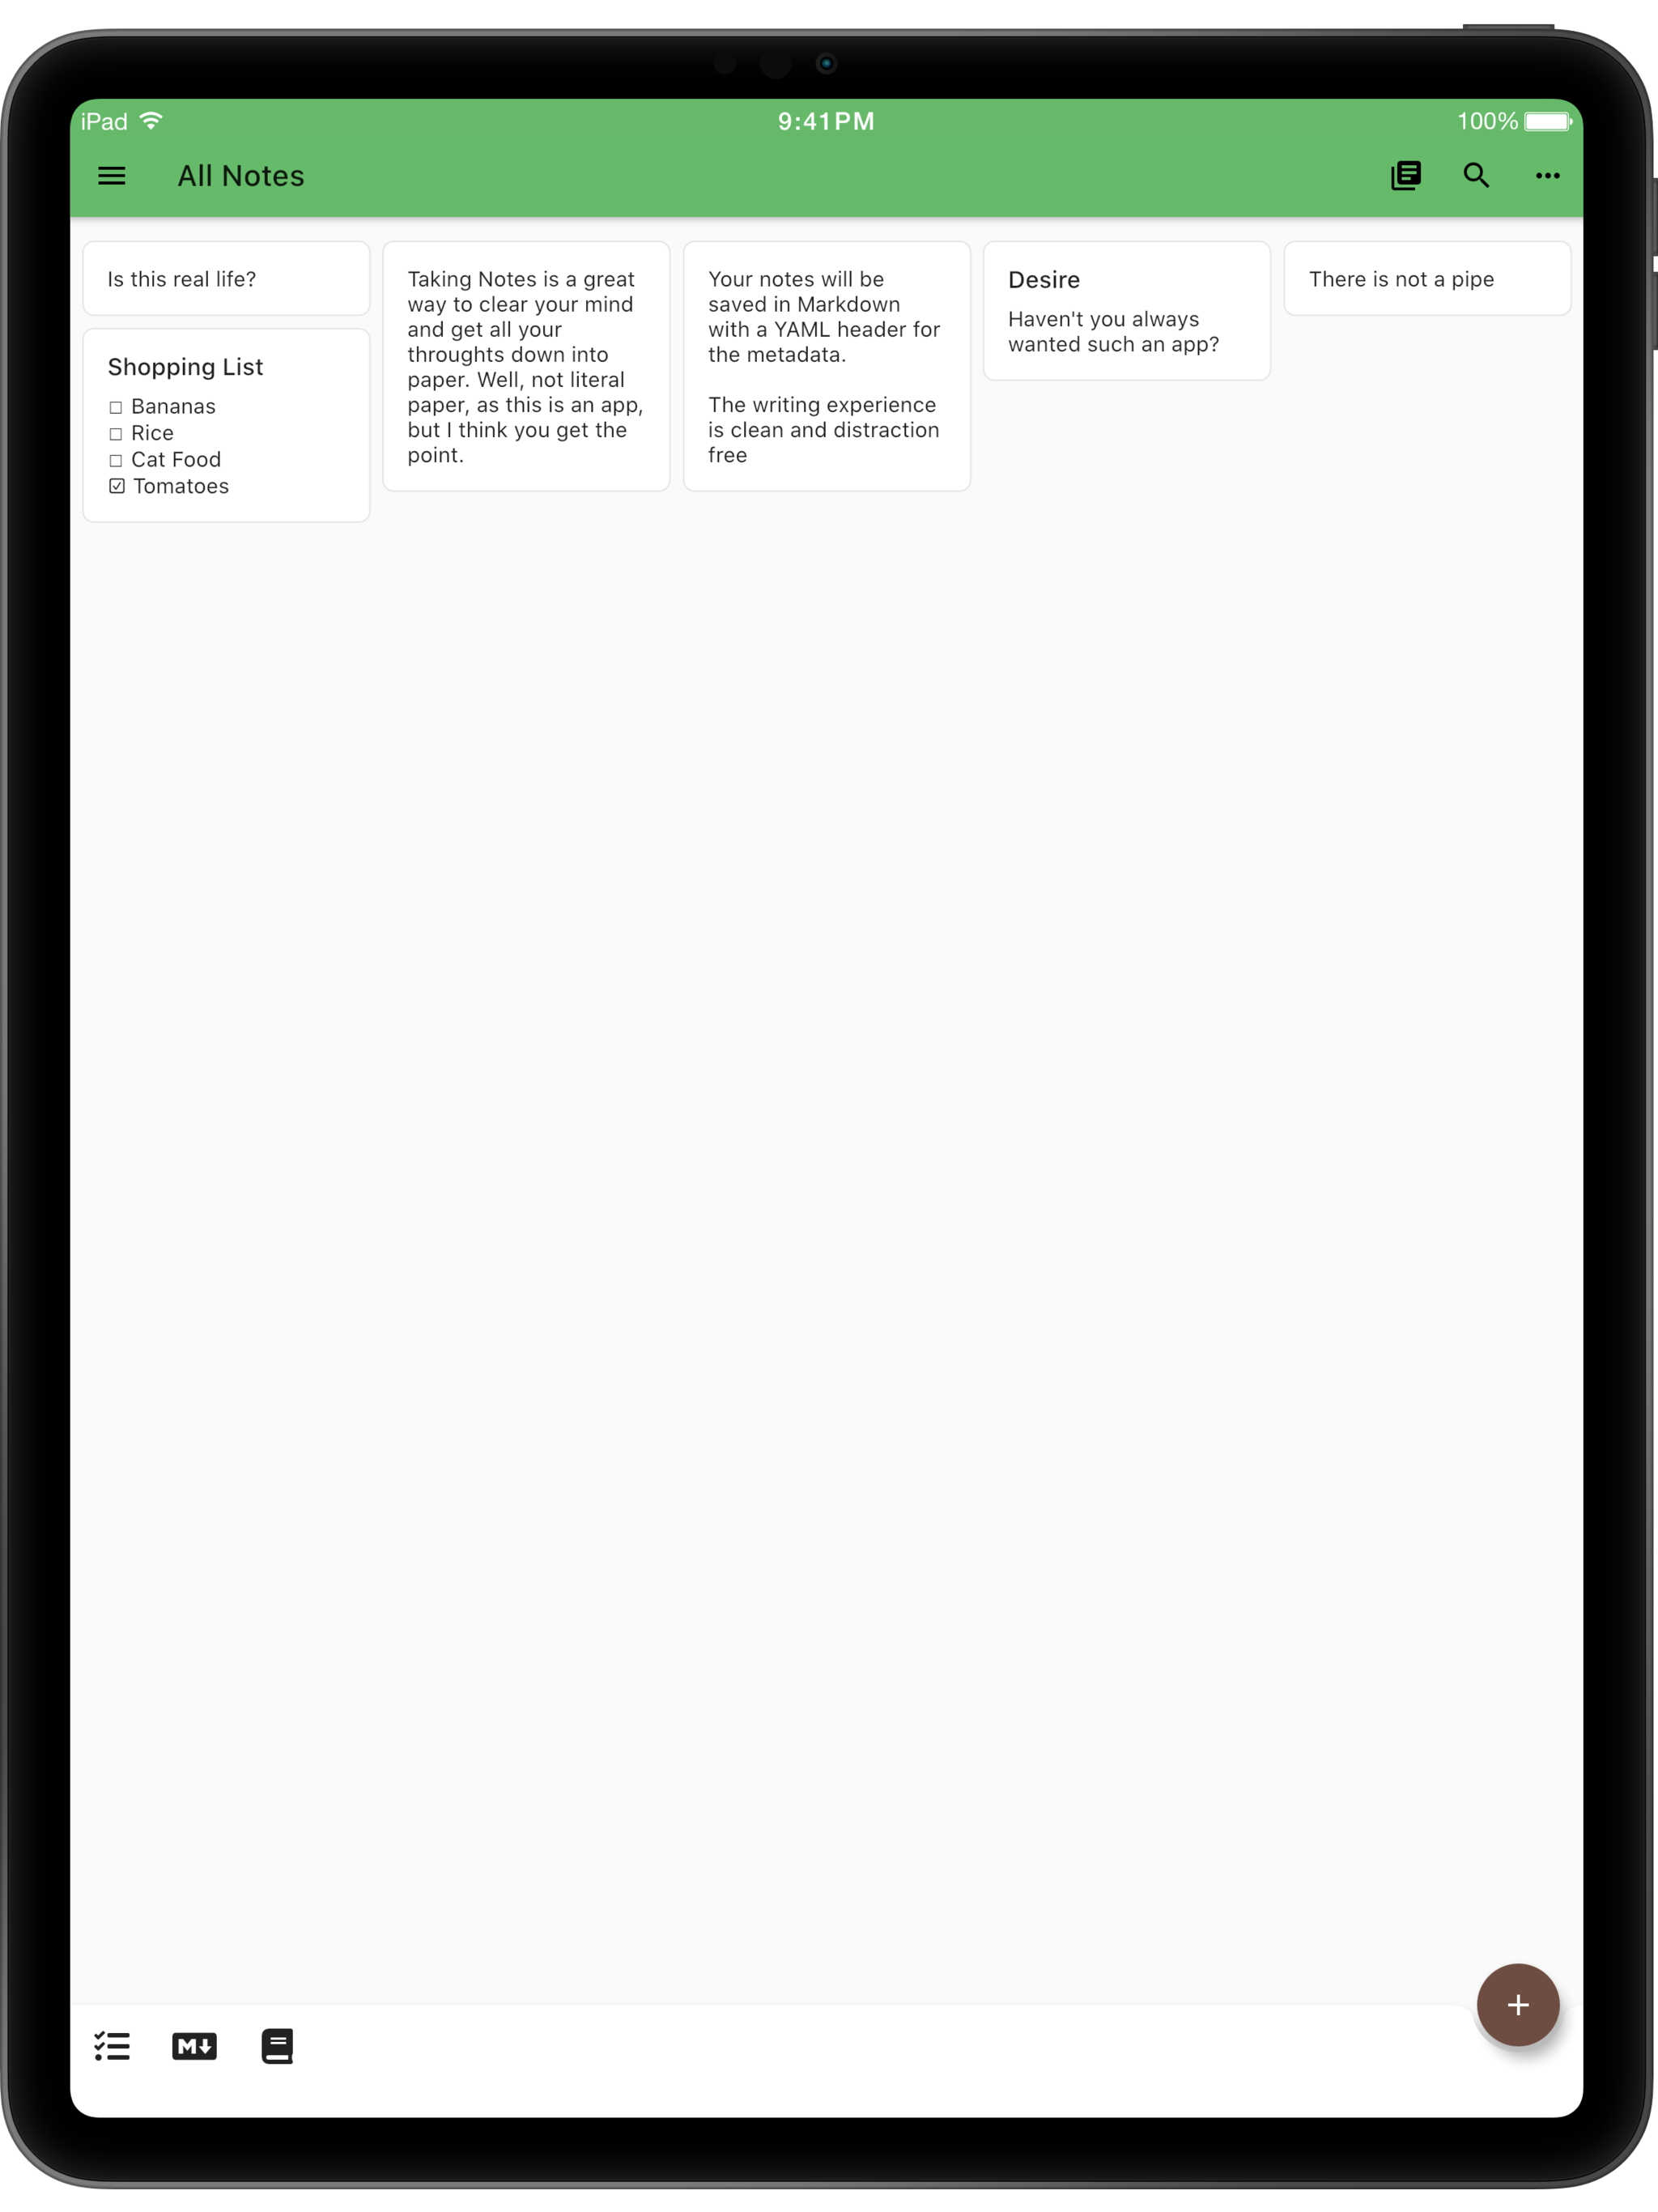 iPad
9:41PM
100%
All Notes
Is this real life?
Shopping List
Bananas
Rice
Cat Food
Tomatoes
Taking Notes is a great
way to clear your mind
and get all your
throughts down into
paper. Well, not literal
paper, as this is an app,
but I think you get the
point.
Your notes will be
saved in Markdown
with a YAML header for
the metadata.
The writing experience
is clean and distraction
free
Desire
Haven't you always
wanted such an app?
There is not a pipe
M